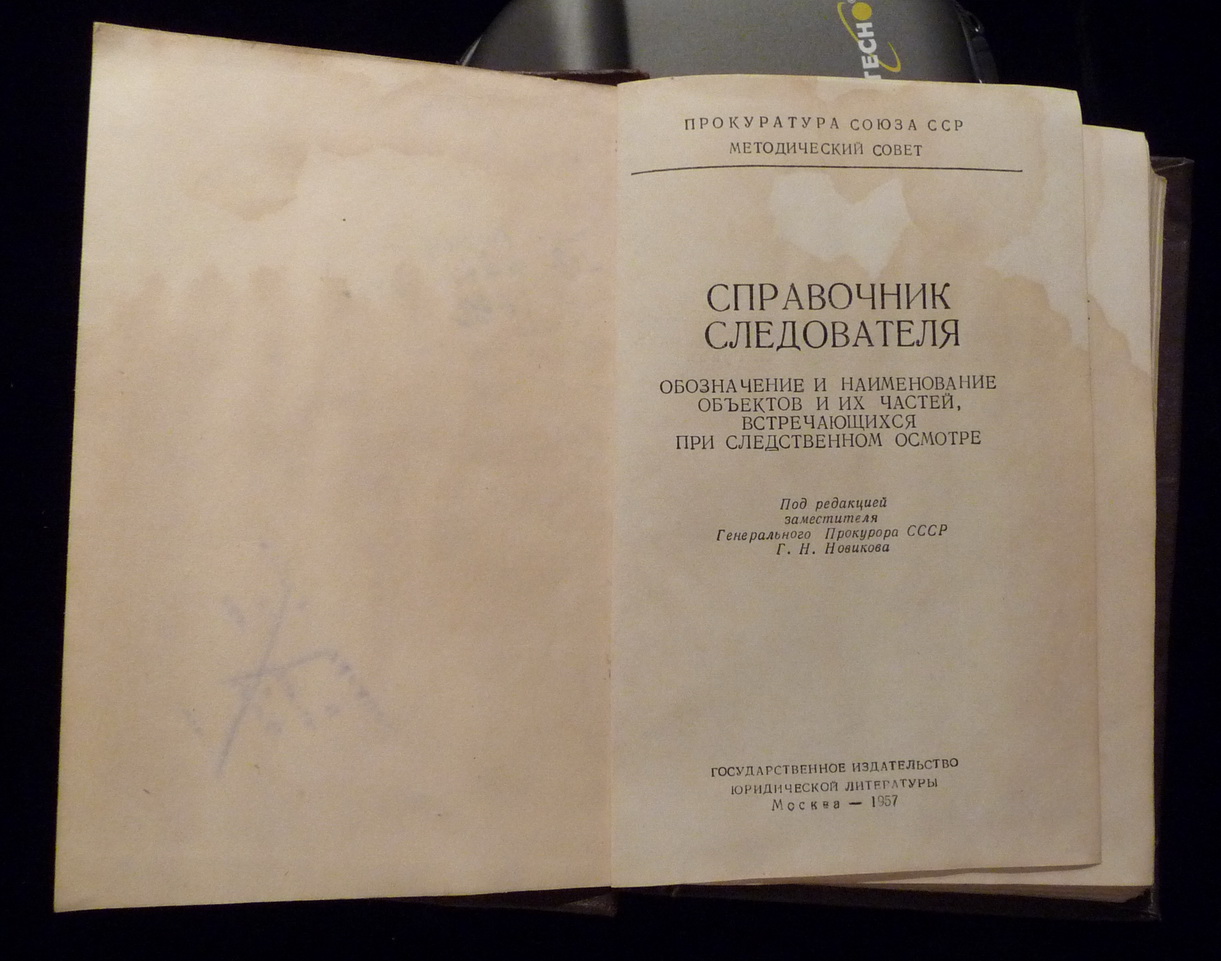 TECH
ПРОКУРАТУРА СОЮЗА ССР
МЕТОДИЧЕСКИЙ СОВЕТ
СПРАВОЧНИК
СЛЕДОВАТЕЛЯ
ОБОЗНАЧЕНИЕ И НАИМЕНОВАНИЕ
ОБЪЕКТОВ И ИХ ЧАСТЕЙ,
ВСТРЕЧАЮЩИХСЯ
ПРИ СЛЕДСТВЕННОМ ОСМОТРЕ
Под редакцией
заместителя
Генерального Прокурора СССР
Г. Н. Новикова
ГОСУДАРСТВЕННОЕ ИЗДАТЕЛЬСТВО
ЮРИДИЧЕСКОЙ ЛИТЕРАТУРЫ
Москва — 1957